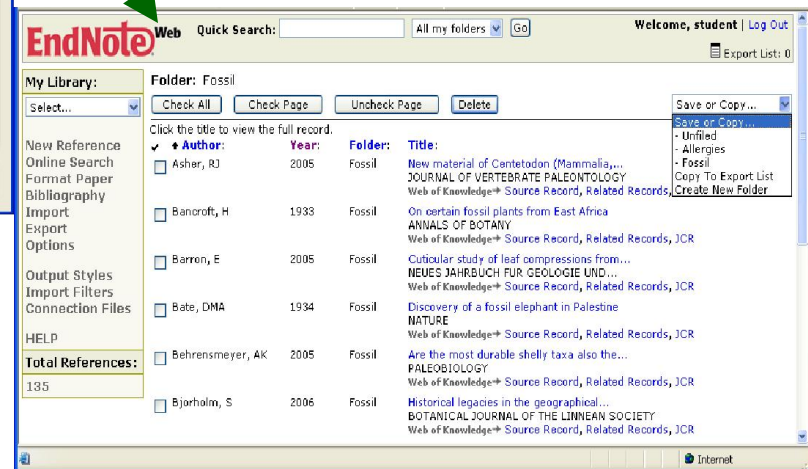 EndNote Web Quick Search: All my folders Go Welcome, student | Log Out
Export List: 0
My Library:
Select...
New Reference
Online Search
Format Paper
Bibliography
Import
Export
Options
Output Styles
Import Filters
Connection Files
HELP
Total References:
135
Folder: Fossil
Check All Check Page Uncheck Page Delete Save or Copy...
Save or Copy...
- Unfiled
- Allergies
- Fossil
Copy To Export List
Create New Folder
Click the title to view the full record.
Author: Year: Folder: Title:
Asher, RJ 2005 Fossil New material of Centetodon (Mammalia,...
JOURNAL OF VERTEBRATE PALEONTOLOGY
Web of Knowledge Source Record, Related Records,
Bancroft, H 1933 Fossil On certain fossil plants from East Africa
ANNALS OF BOTANY
Web of Knowledge Source Record, Related Records, JCR
Barron, E 2005 Fossil Cuticular study of leaf compressions from...
NEUES JAHRBUCH FUR GEOLOGIE UND...
Web of Knowledge Source Record, Related Records, JCR
Bate, DMA 1934 Fossil Discovery of a fossil elephant in Palestine
NATURE
Web of Knowledge Source Record, Related Records, JCR
Behrensmeyer, AK 2005 Fossil Are the most durable shelly taxa also the...
PALEOBIOLOGY
Web of Knowledge Source Record, Related Records, JCR
Bjorholm, S 2006 Fossil Historical legacies in the geographical...
BOTANICAL JOURNAL OF THE LINNEAN SOCIETY
Web of Knowledge Source Record, Related Records, JCR
Internet